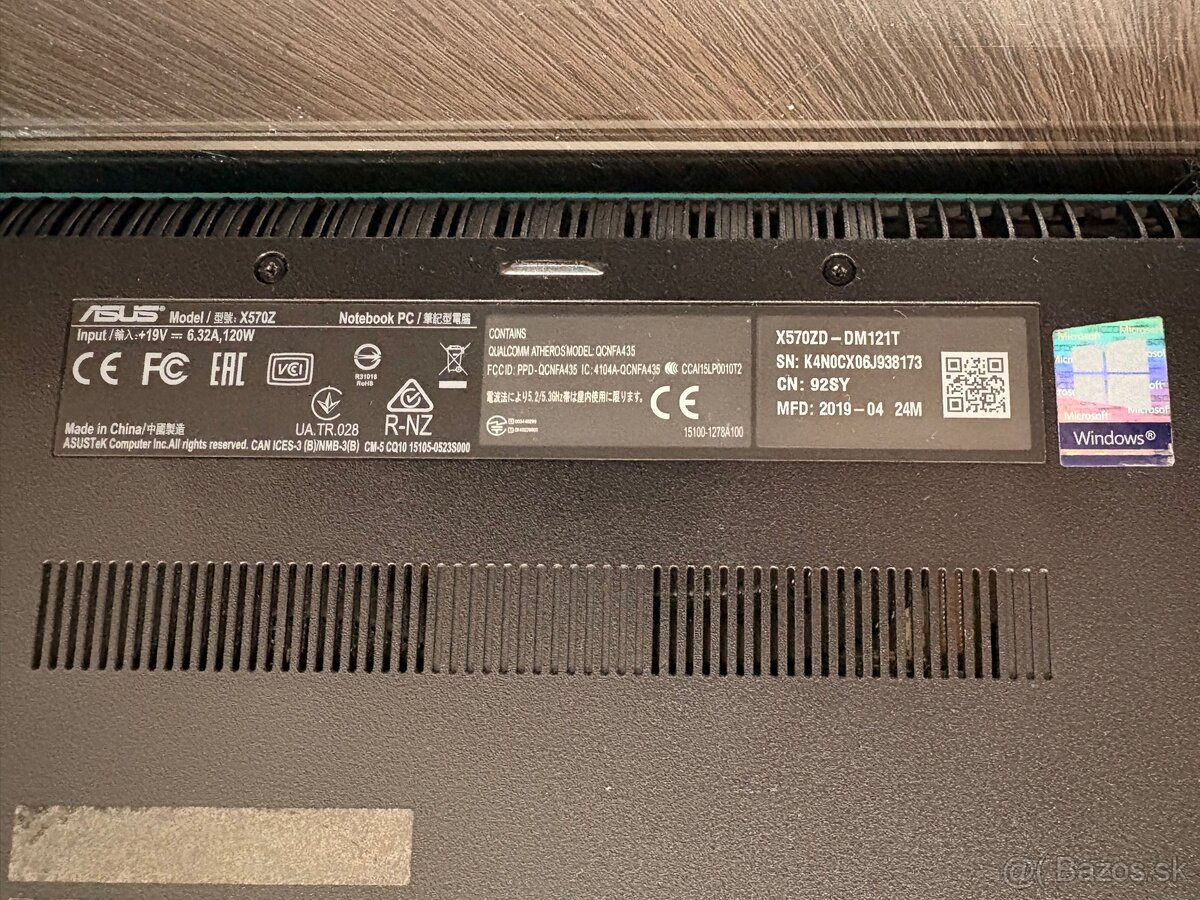 ASUS Model / 型號: X570Z Notebook PC / 筆記型電腦
Input / 輸入: +19V ⎓ 6.32A, 120W
CE FC EAC VCI
R31018
RoHS
UA.TR.028
R-NZ
Made in China/中國製造
ASUSTeK Computer Inc.All rights reserved. CAN ICES-3 (B)/NMB-3(B) CM-5 CQ10 15105-0523S000
CONTAINS
QUALCOMM ATHEROS MODEL: QCNFA435
FCC ID: PPD-QCNFA435 IC: 4104A-QCNFA435 CCAI15LP0010T2
電波法により5.2/5.3GHz帯は屋内使用に限ります。
CE
15100-1278A100
X570ZD-DM121T
SN: K4N0CX06J938173
CN: 92SY
MFD: 2019-04 24M
Microsoft
Microsoft
Microsoft
Microsoft
Windows®
@( Bazos.sk